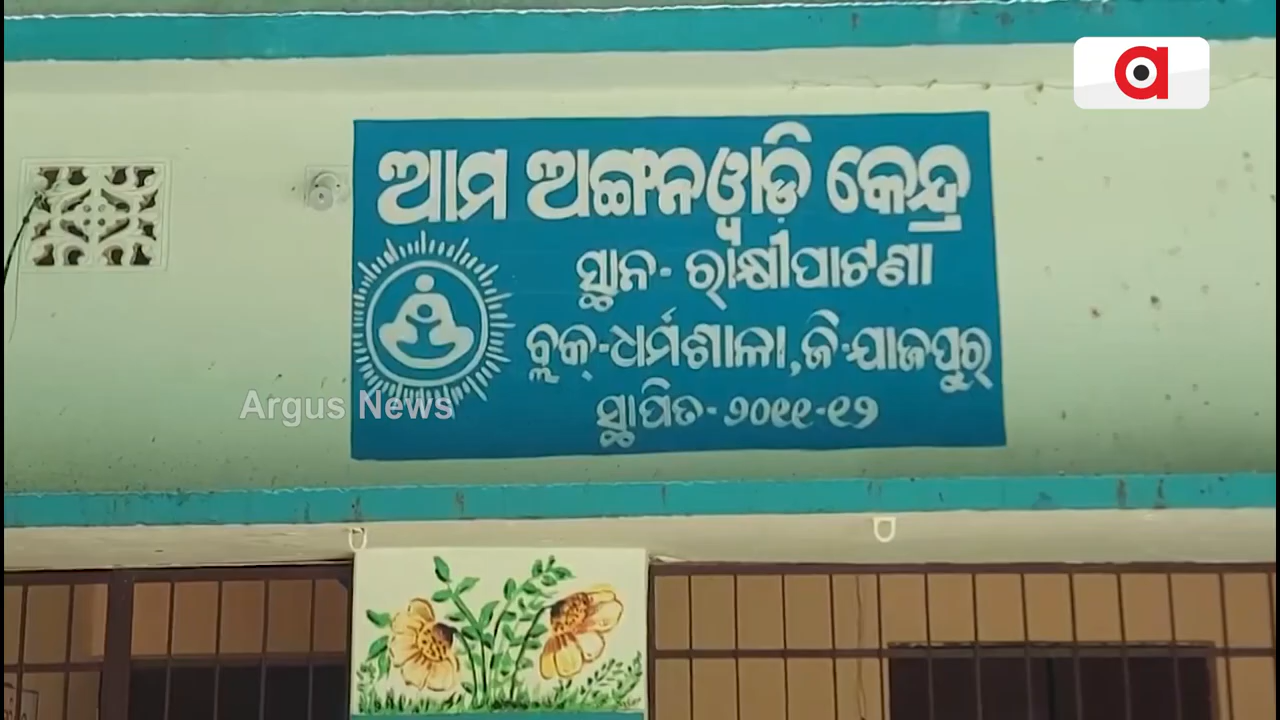 ଆମ ଅଙ୍ଗନୱାଡ଼ି କେନ୍ଦ୍ର
ସ୍ଥାନ- ରାକ୍ଷୀପାଟଣା
ବ୍ଲକ୍-ଧର୍ମଶାଳା,ଜି-ଯାଜପୁର୍
ସ୍ଥାପିତ-୨୦୧୧-୧୨
Argus News